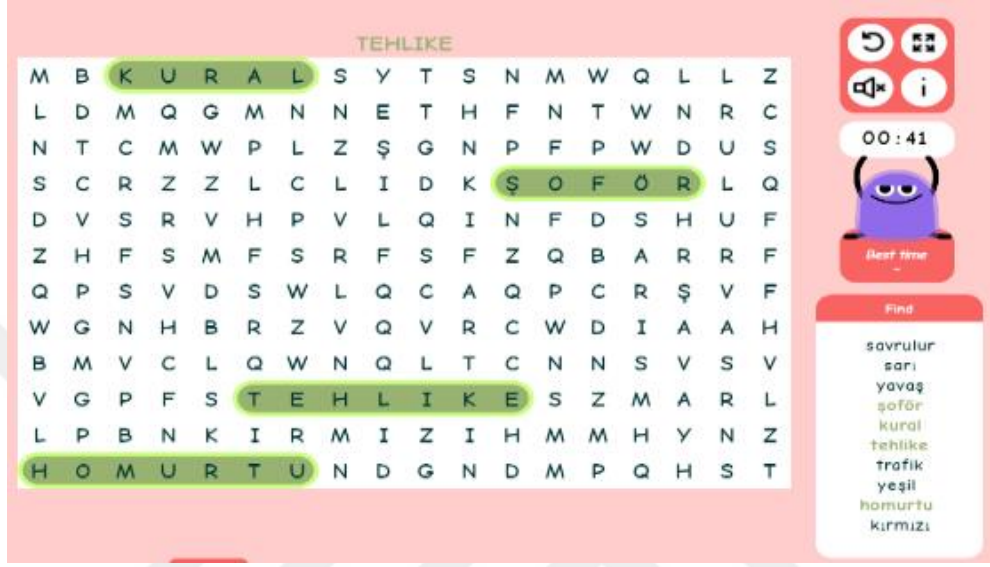 TEHLIKE
M B K U R A L S Y T S N M W Q L L Z
L D M Q G M N N E T H F N T W N R C
N T C M W P L Z Ş G N P F P W D U S
S C R Z Z L C L I D K Ş O F Ö R L Q
D V S R V H P V L Q I N F D S H U F
Z H F S M F S R F S F Z Q B A R R F
Q P S V D S W L Q C A Q P C R Ş V F
W G N H B R Z V Q V R C W D I A A H
B M V C L Q W N Q L T C N N S V S V
V G P F S T E H L I K E S Z M A R L
L P B N K I R M I Z I H M M H Y N Z
H O M U R T U N D G N D M P Q H S T
i
00:41
Best time
-
Find
savrulur
sarı
yavaş
şoför
kural
tehlike
trafik
yeşil
homurtu
kırmızı